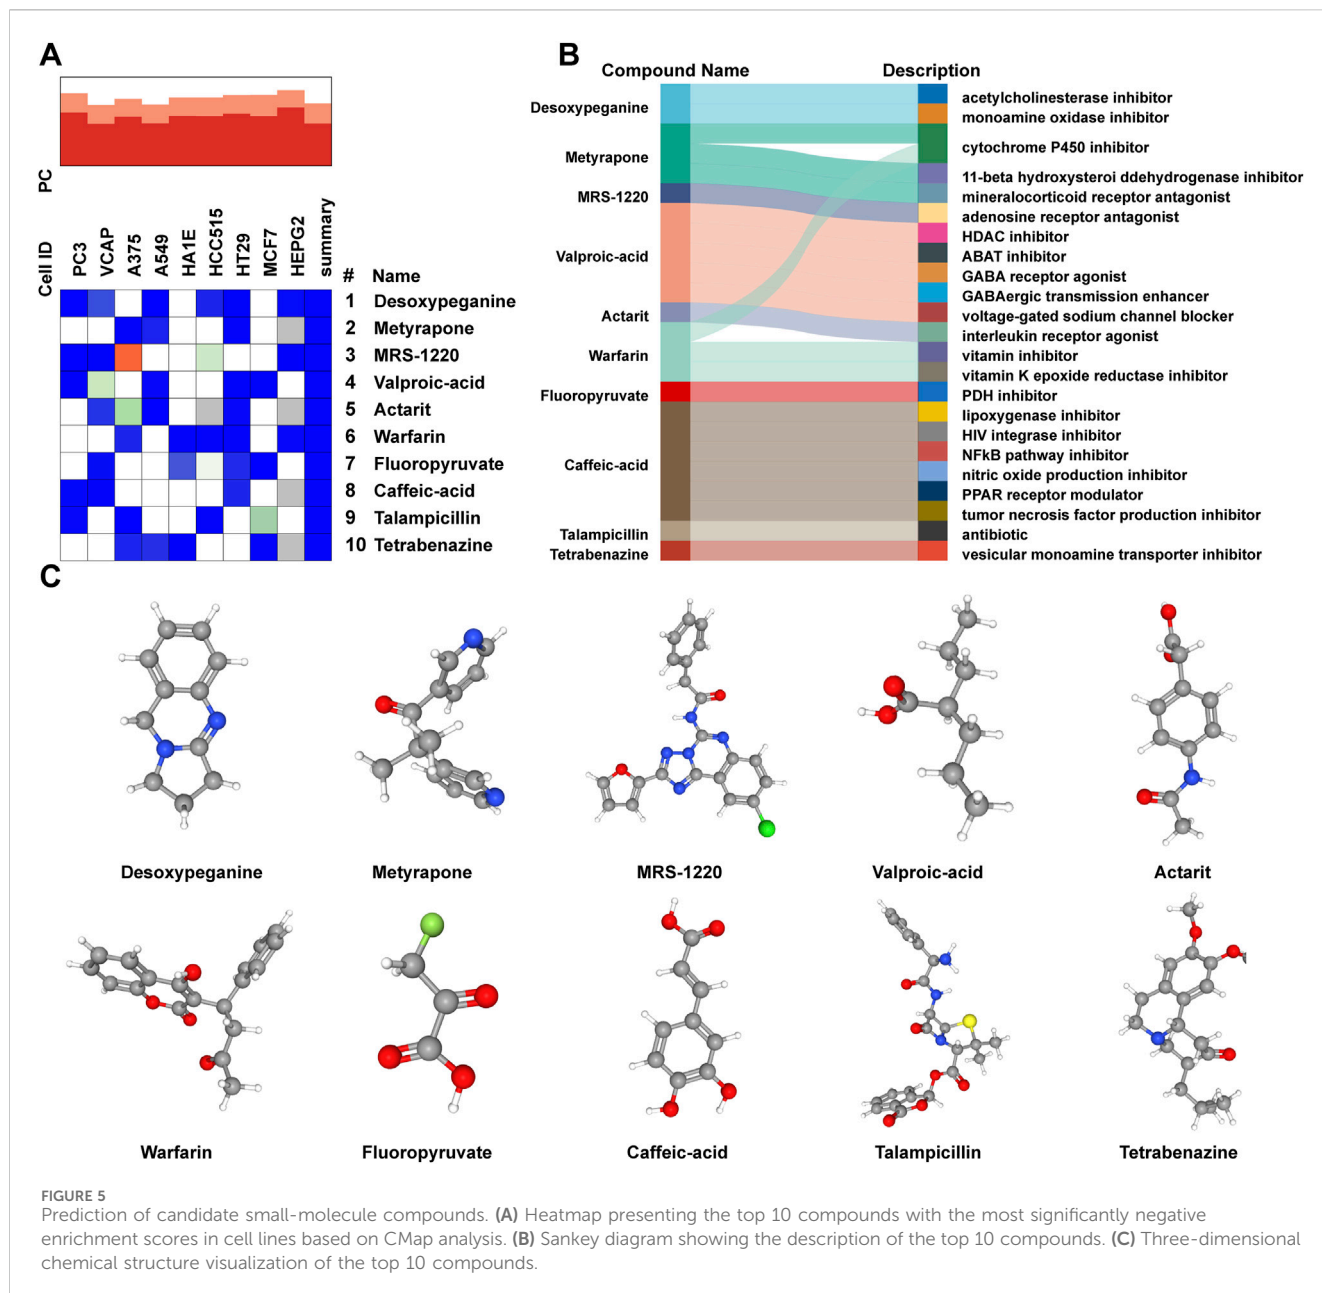 A
PC
Cell ID
PC3
VCAP
A375
A549
HA1E
HCC515
HT29
MCF7
HEPG2
summary
# Name
1 Desoxypeganine
2 Metyrapone
3 MRS-1220
4 Valproic-acid
5 Actarit
6 Warfarin
7 Fluoropyruvate
8 Caffeic-acid
9 Talampicillin
10 Tetrabenazine
B
Compound Name
Description
Desoxypeganine
Metyrapone
MRS-1220
Valproic-acid
Actarit
Warfarin
Fluoropyruvate
Caffeic-acid
Talampicillin
Tetrabenazine
acetylcholinesterase inhibitor
monoamine oxidase inhibitor
cytochrome P450 inhibitor
11-beta hydroxysteroi ddehydrogenase inhibitor
mineralocorticoid receptor antagonist
adenosine receptor antagonist
HDAC inhibitor
ABAT inhibitor
GABA receptor agonist
GABAergic transmission enhancer
voltage-gated sodium channel blocker
interleukin receptor agonist
vitamin inhibitor
vitamin K epoxide reductase inhibitor
PDH inhibitor
lipoxygenase inhibitor
HIV integrase inhibitor
NFkB pathway inhibitor
nitric oxide production inhibitor
PPAR receptor modulator
tumor necrosis factor production inhibitor
antibiotic
vesicular monoamine transporter inhibitor
C
Desoxypeganine
Metyrapone
MRS-1220
Valproic-acid
Actarit
Warfarin
Fluoropyruvate
Caffeic-acid
Talampicillin
Tetrabenazine
FIGURE 5
Prediction of candidate small-molecule compounds. (A) Heatmap presenting the top 10 compounds with the most significantly negative
enrichment scores in cell lines based on CMap analysis. (B) Sankey diagram showing the description of the top 10 compounds. (C) Three-dimensional
chemical structure visualization of the top 10 compounds.